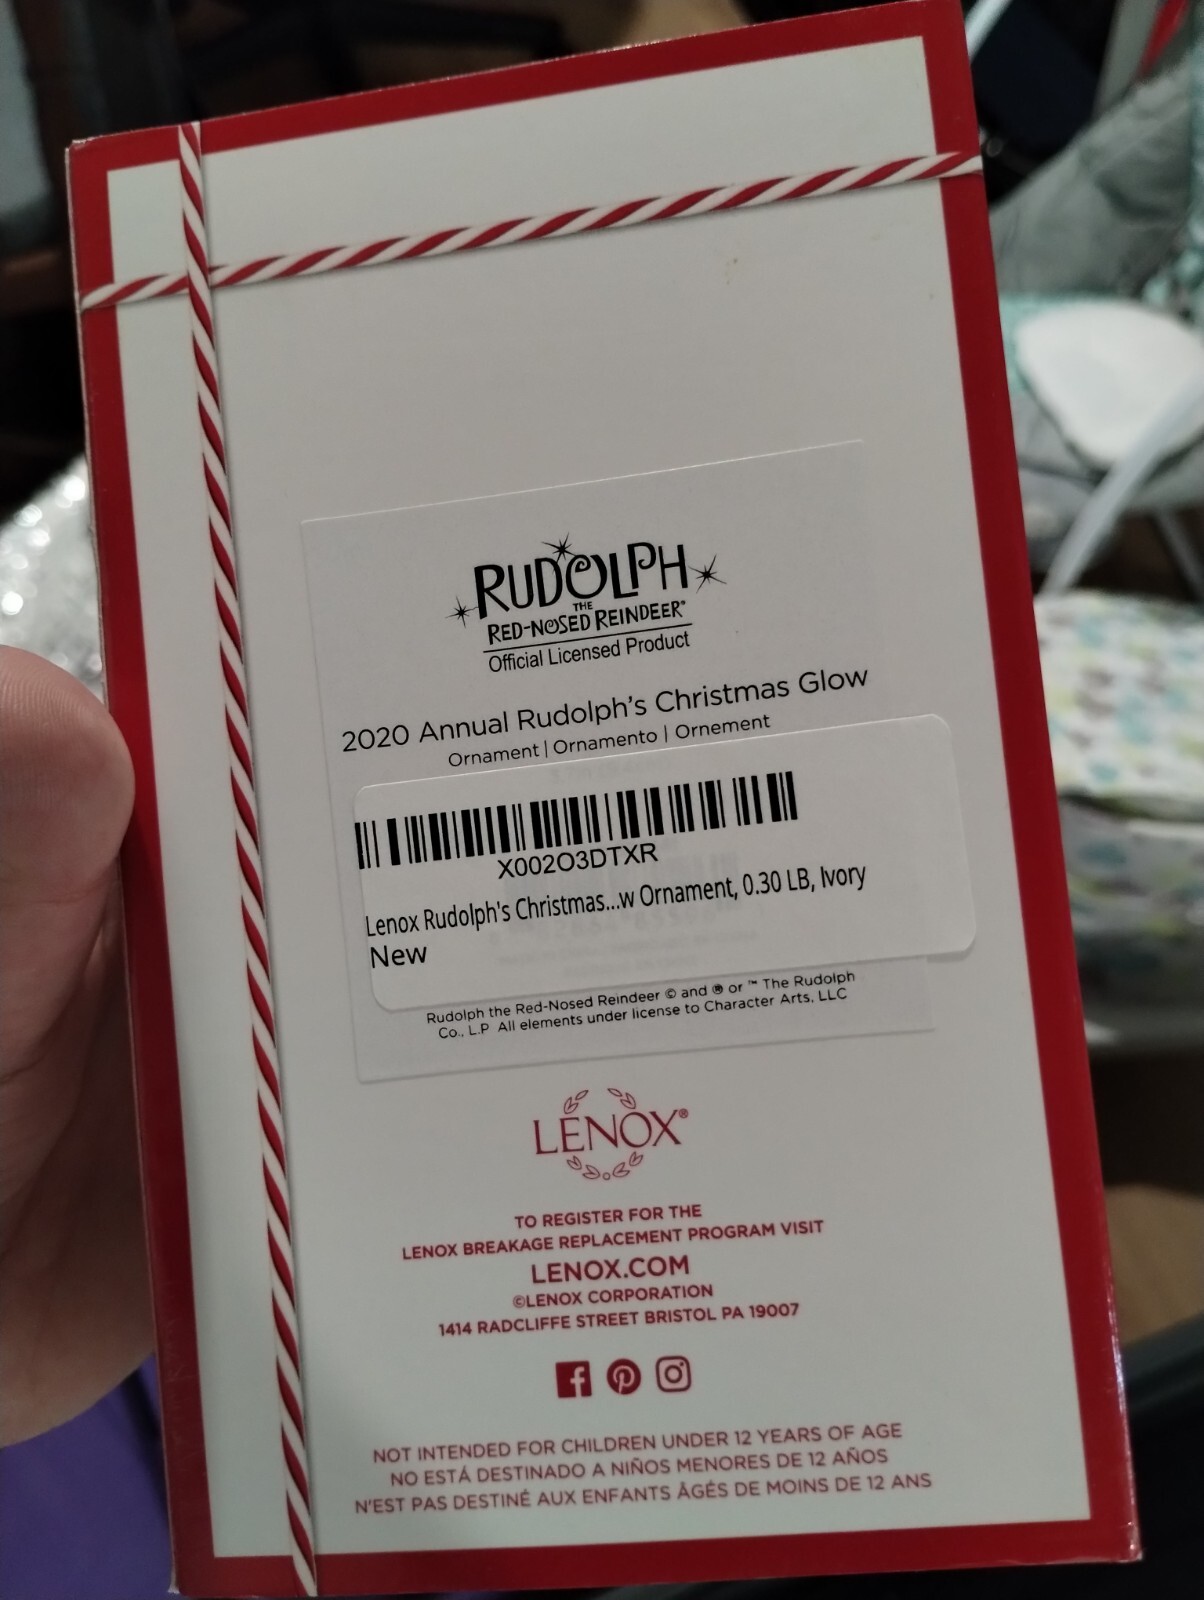 RUDOLPH
THE
RED-NOSED REINDEER®
Official Licensed Product
2020 Annual Rudolph's Christmas Glow
Ornament | Ornamento | Ornement
X002O3DTXR
Lenox Rudolph's Christmas...w Ornament, 0.30 LB, Ivory
New
Rudolph the Red-Nosed Reindeer © and ® or ™ The Rudolph
Co., L.P All elements under license to Character Arts, LLC
LENOX®
TO REGISTER FOR THE
LENOX BREAKAGE REPLACEMENT PROGRAM VISIT
LENOX.COM
©LENOX CORPORATION
1414 RADCLIFFE STREET BRISTOL PA 19007
NOT INTENDED FOR CHILDREN UNDER 12 YEARS OF AGE
NO ESTÁ DESTINADO A NIÑOS MENORES DE 12 AÑOS
N'EST PAS DESTINÉ AUX ENFANTS ÂGÉS DE MOINS DE 12 ANS